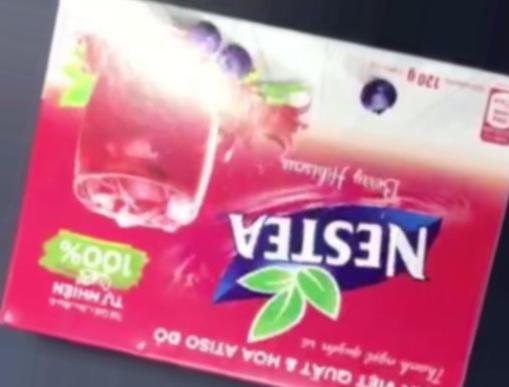 VIỆT QUẤT & HOA ATISO ĐỎ
Thanh ngọt quyến rũ
NESTEA
Berry Hibiscus
TỰ NHIÊN
100%
120 g